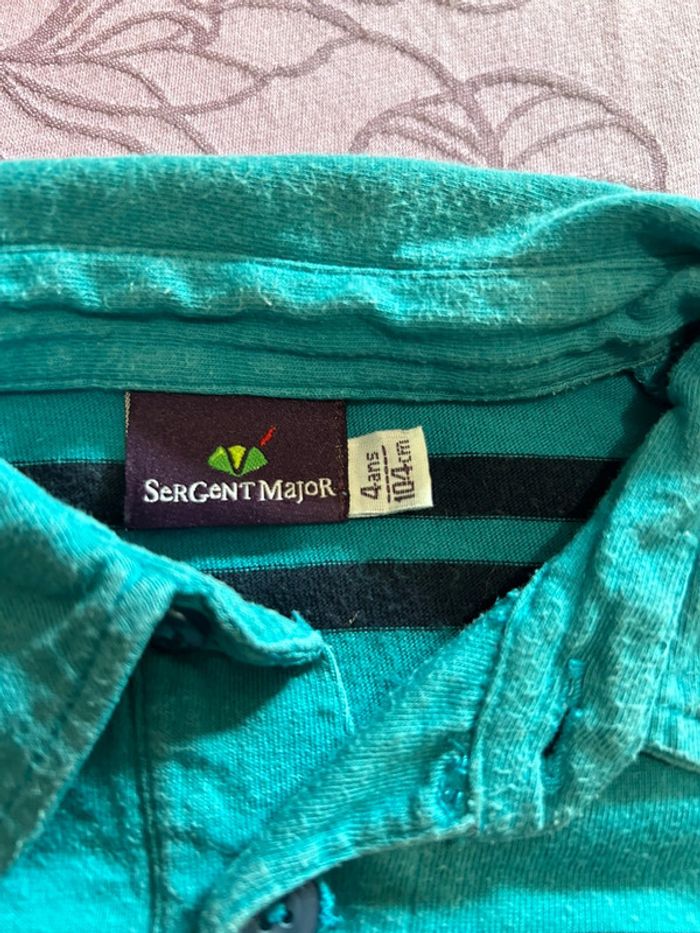 SerGent Major
4ans
104cm